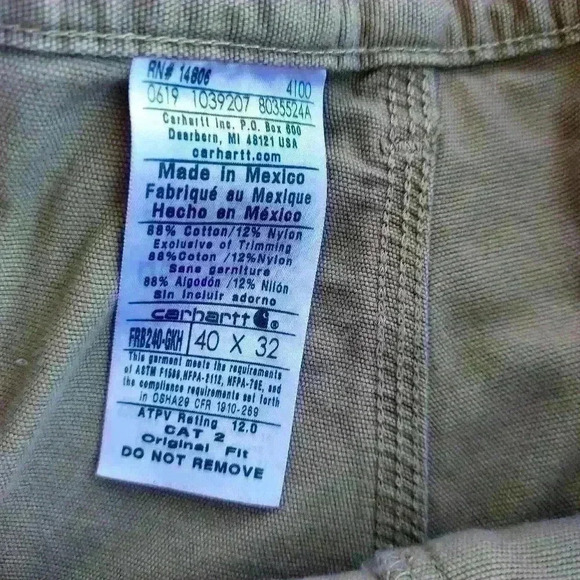 RN# 14806 4100
0619 1039207 8035524A
Carhartt Inc. P.O. Box 600
Dearborn, MI 48121 USA
carhartt.com
Made in Mexico
Fabriqué au Mexique
Hecho en México
88% Cotton/12% Nylon
Exclusive of Trimming
88%Coton /12%Nylon
Sans garniture
88% Algodón /12% Nilón
Sin incluir adorno
carhartt
FRB240-GKH 40 X 32
This garment meets the requirements
of ASTM F1506,NFPA-2112, NFPA-70E, and
the compliance requirements set forth
in OSHA29 CFR 1910-269
ATPV Rating 12.0
CAT 2
Original Fit
DO NOT REMOVE